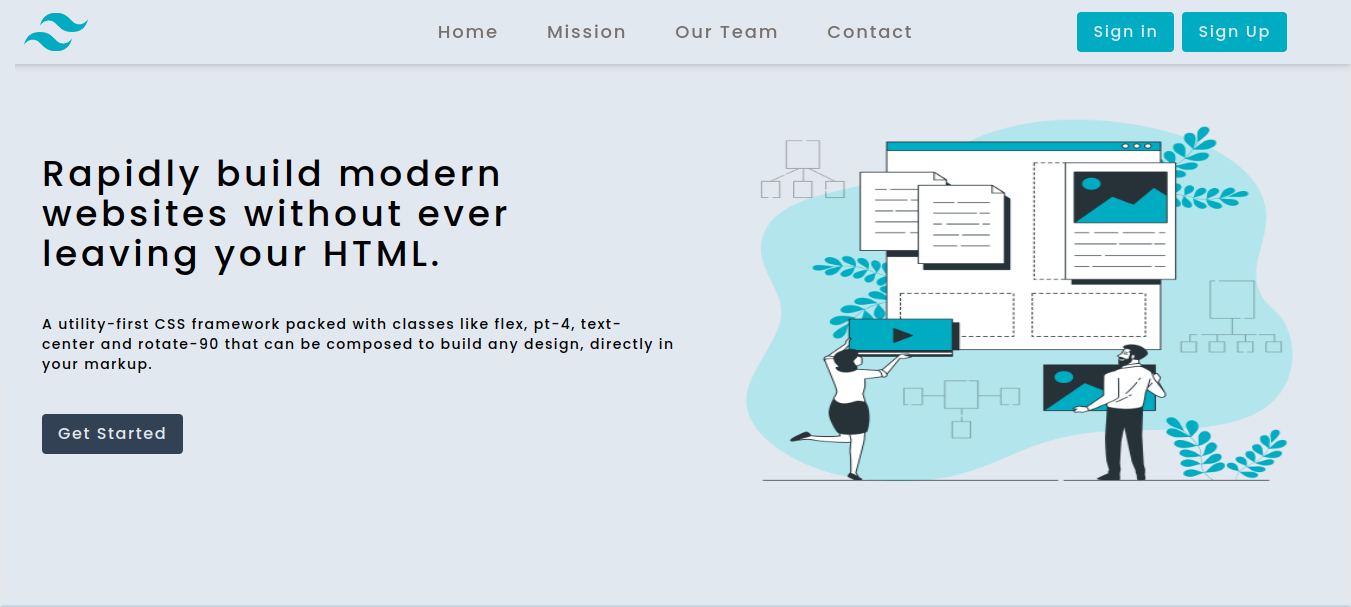 Home Mission Our Team Contact Sign in Sign Up
Rapidly build modern
websites without ever
leaving your HTML.
A utility-first CSS framework packed with classes like flex, pt-4, text-
center and rotate-90 that can be composed to build any design, directly in
your markup.
Get Started